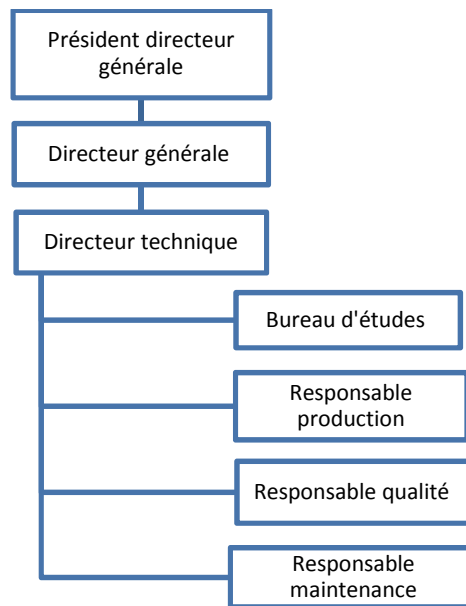 Président directeur
générale
Directeur générale
Directeur technique
Bureau d'études
Responsable
production
Responsable qualité
Responsable
maintenance